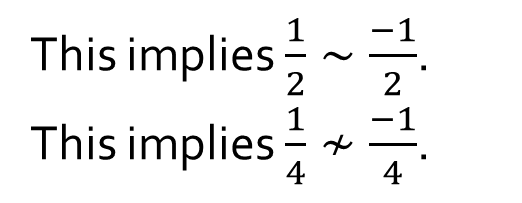 This implies 1/2 ~ -1/2.
This implies 1/4 ≁ -1/4.